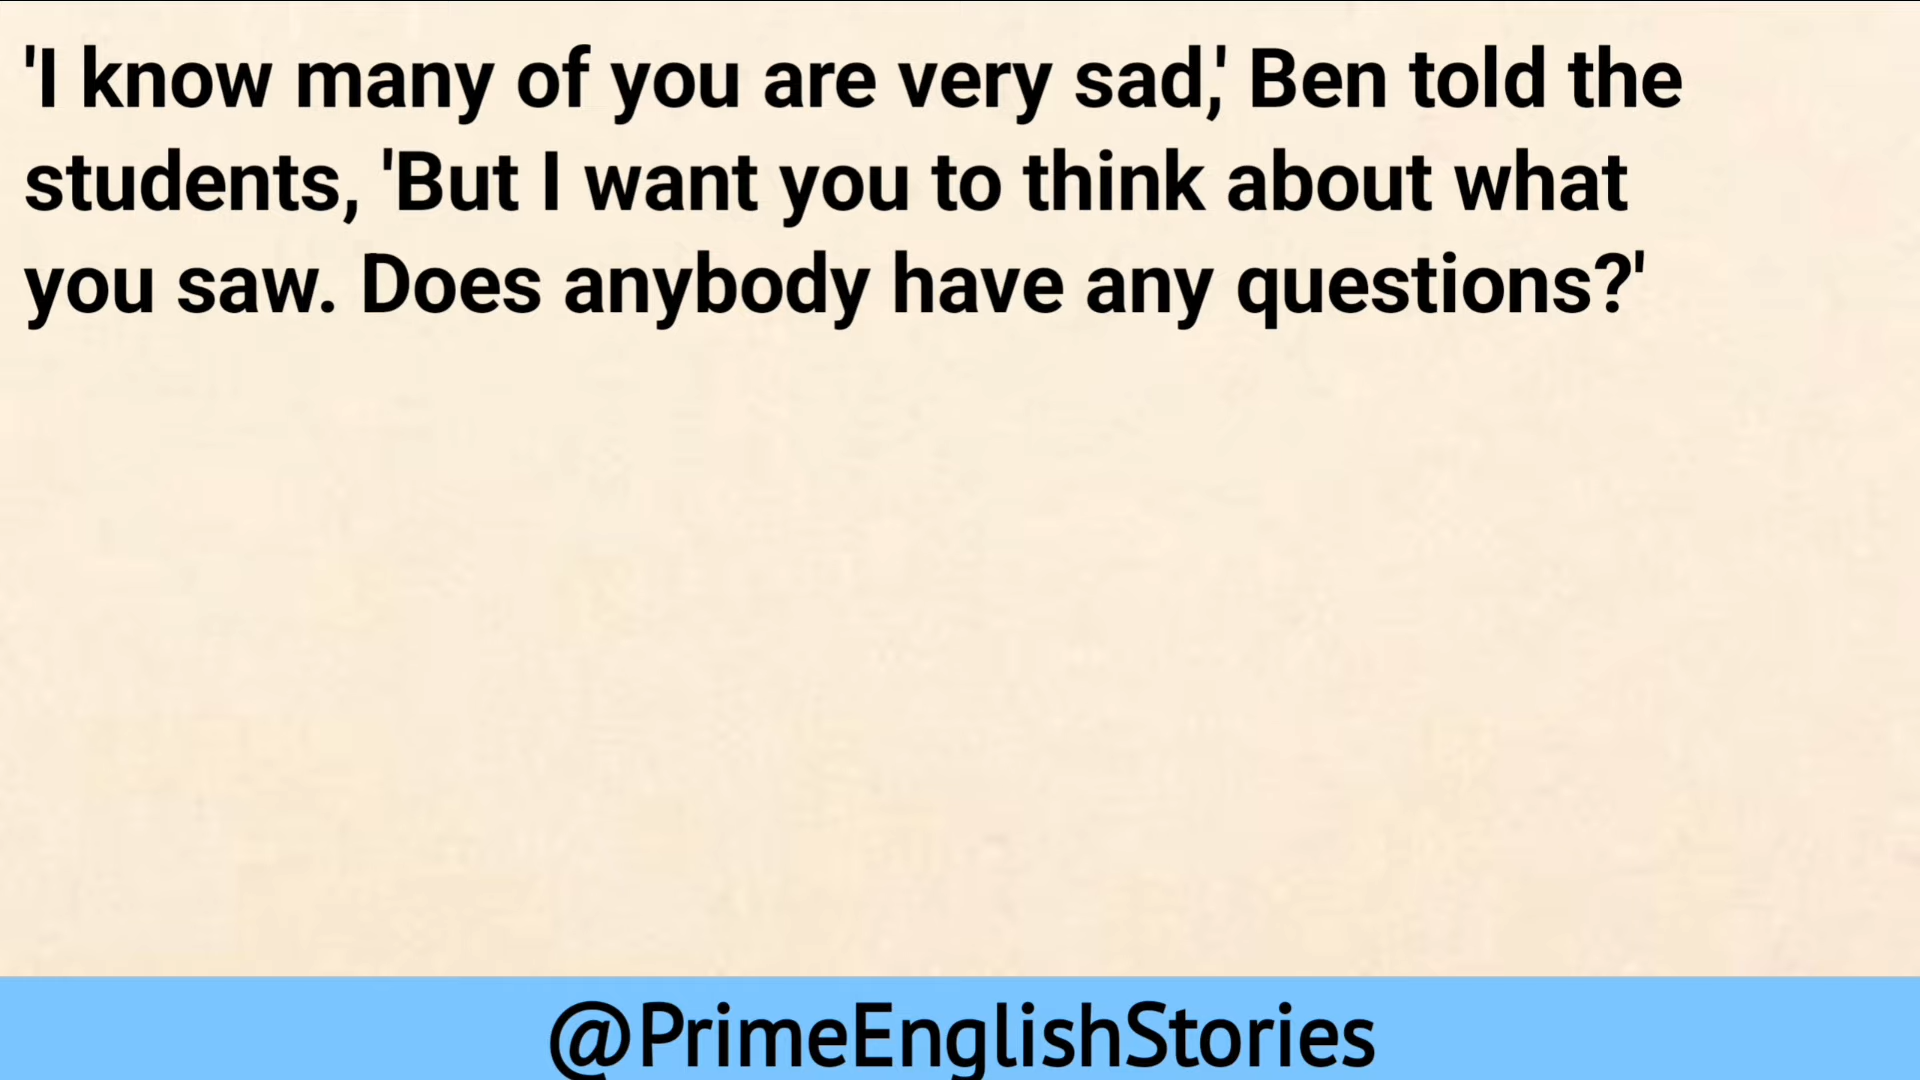 'I know many of you are very sad,' Ben told the
students, 'But I want you to think about what
you saw. Does anybody have any questions?'
@PrimeEnglishStories